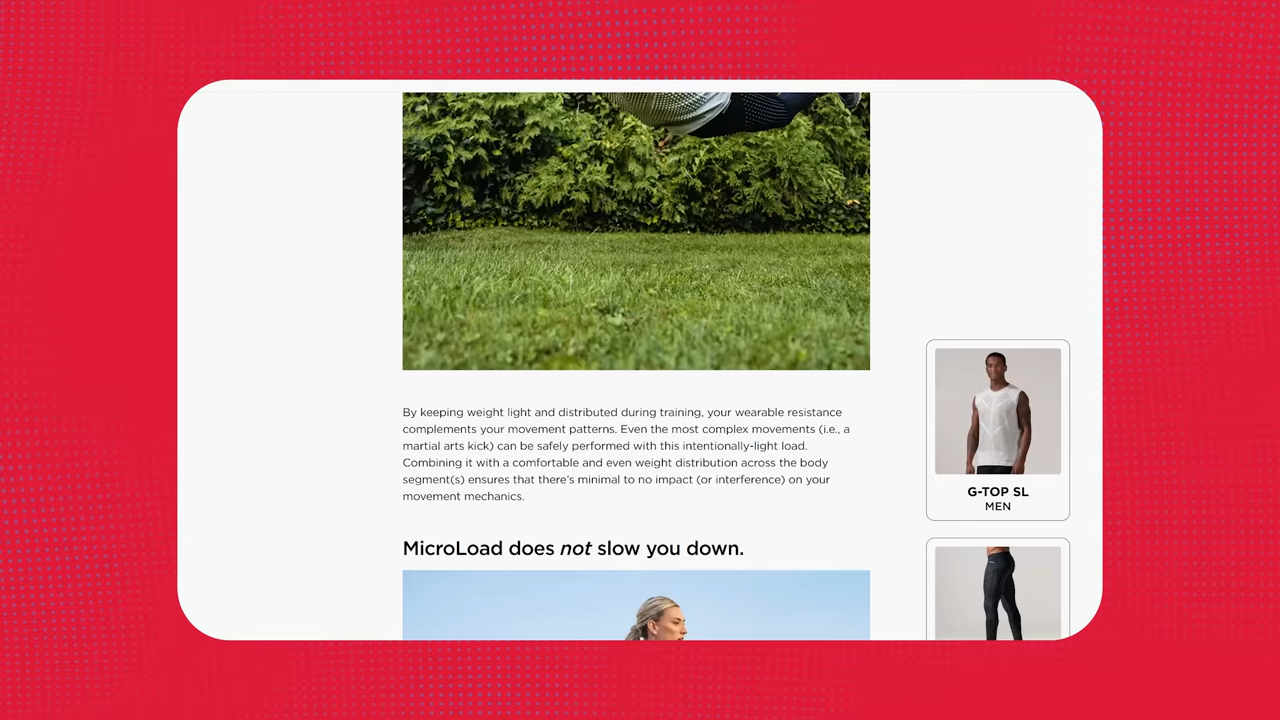 By keeping weight light and distributed during training, your wearable resistance
complements your movement patterns. Even the most complex movements (i.e., a
martial arts kick) can be safely performed with this intentionally-light load.
Combining it with a comfortable and even weight distribution across the body
segment(s) ensures that there's minimal to no impact (or interference) on your
movement mechanics.
MicroLoad does not slow you down.
G-TOP SL
MEN